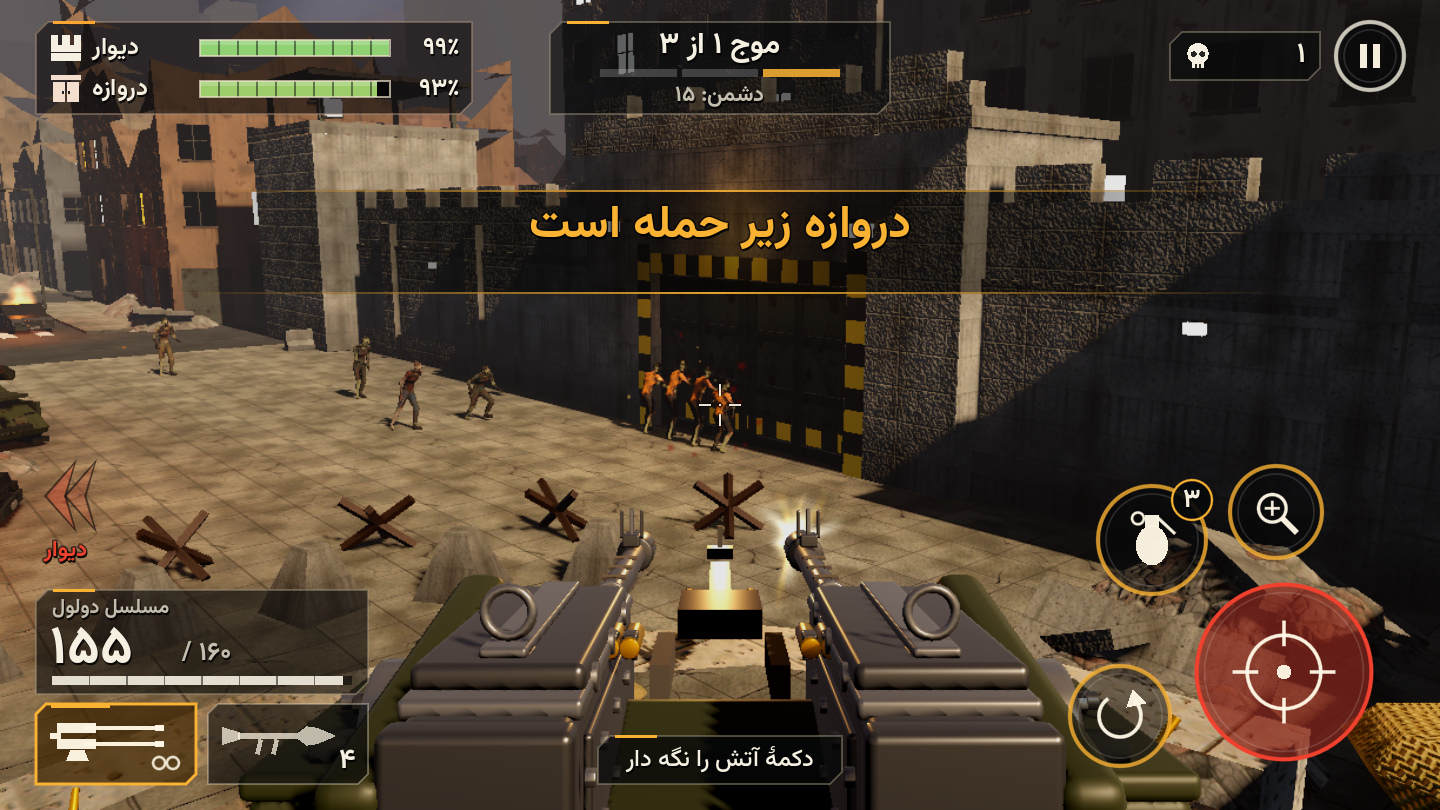 دیوار ۹۹٪
دروازه ۹۳٪
موج ۱ از ۳
دشمن: ۱۵
۱
دروازه زیر حمله است
دیوار
۳
مسلسل دولول
۱۵۵ / ۱۶۰
∞
۴
دکمهٔ آتش را نگه دار